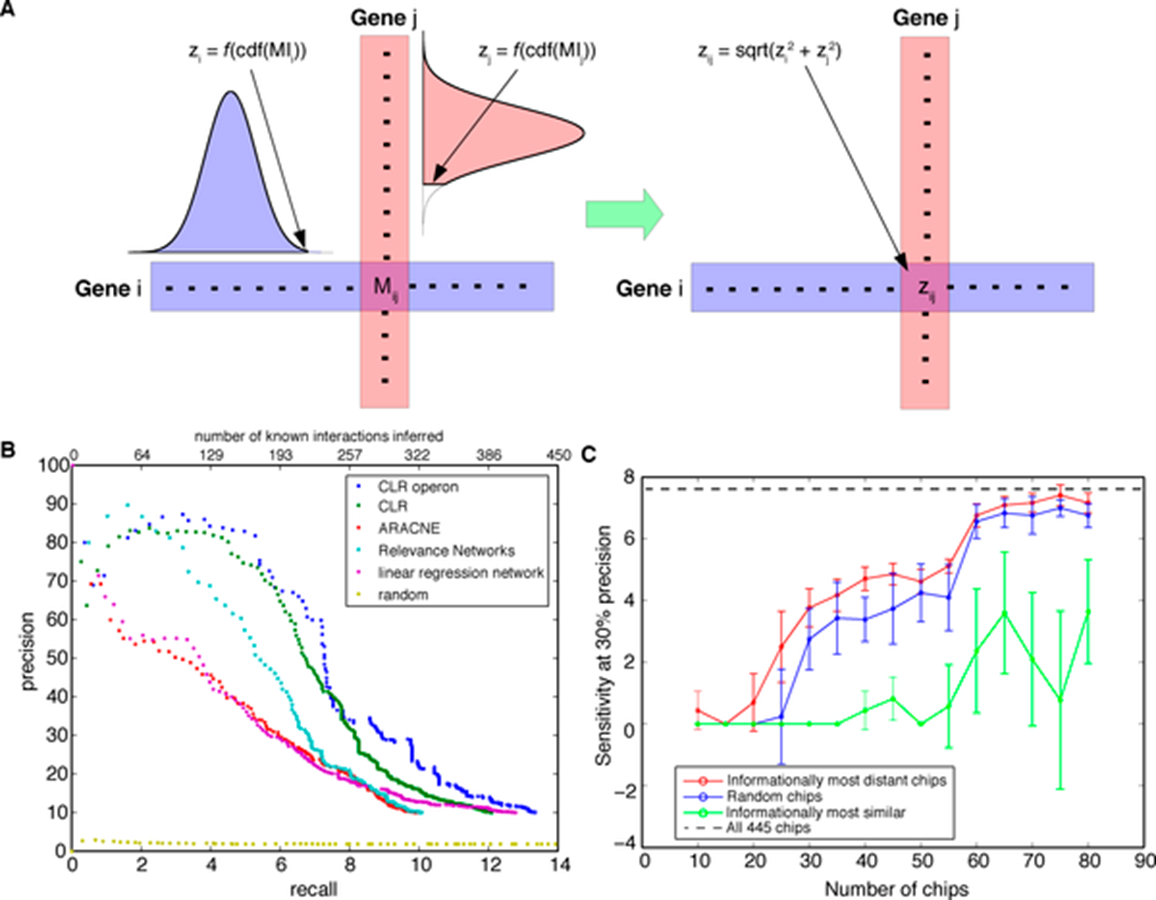 A
Gene j
Gene j
z_i = f(cdf(MI_i))
z_j = f(cdf(MI_j))
z_ij = sqrt(z_i^2 + z_j^2)
Gene i
M_ij
Gene i
z_ij
B
number of known interactions inferred
0 64 129 193 257 322 386 450
100
90
80
70
60
50
40
30
20
10
0
precision
CLR operon
CLR
ARACNE
Relevance Networks
linear regression network
random
0 2 4 6 8 10 12 14
recall
C
8
6
4
2
0
−2
−4
Sensitivity at 30% precision
Informationally most distant chips
Random chips
Informationally most similar
All 445 chips
0 10 20 30 40 50 60 70 80 90
Number of chips